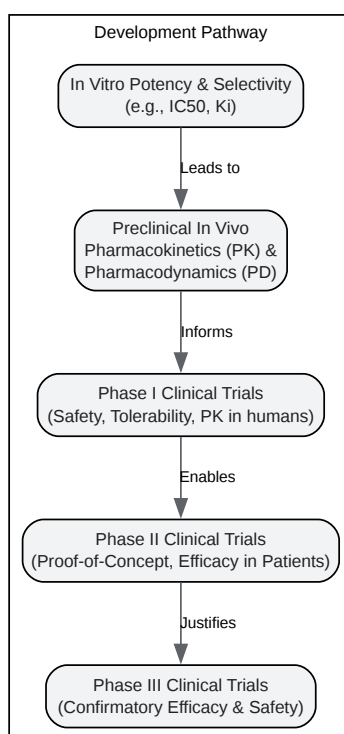 Development Pathway
In Vitro Potency & Selectivity
(e.g., IC50, Ki)
Leads to
Preclinical In Vivo
Pharmacokinetics (PK) &
Pharmacodynamics (PD)
Informs
Phase I Clinical Trials
(Safety, Tolerability, PK in humans)
Enables
Phase II Clinical Trials
(Proof-of-Concept, Efficacy in Patients)
Justifies
Phase III Clinical Trials
(Confirmatory Efficacy & Safety)